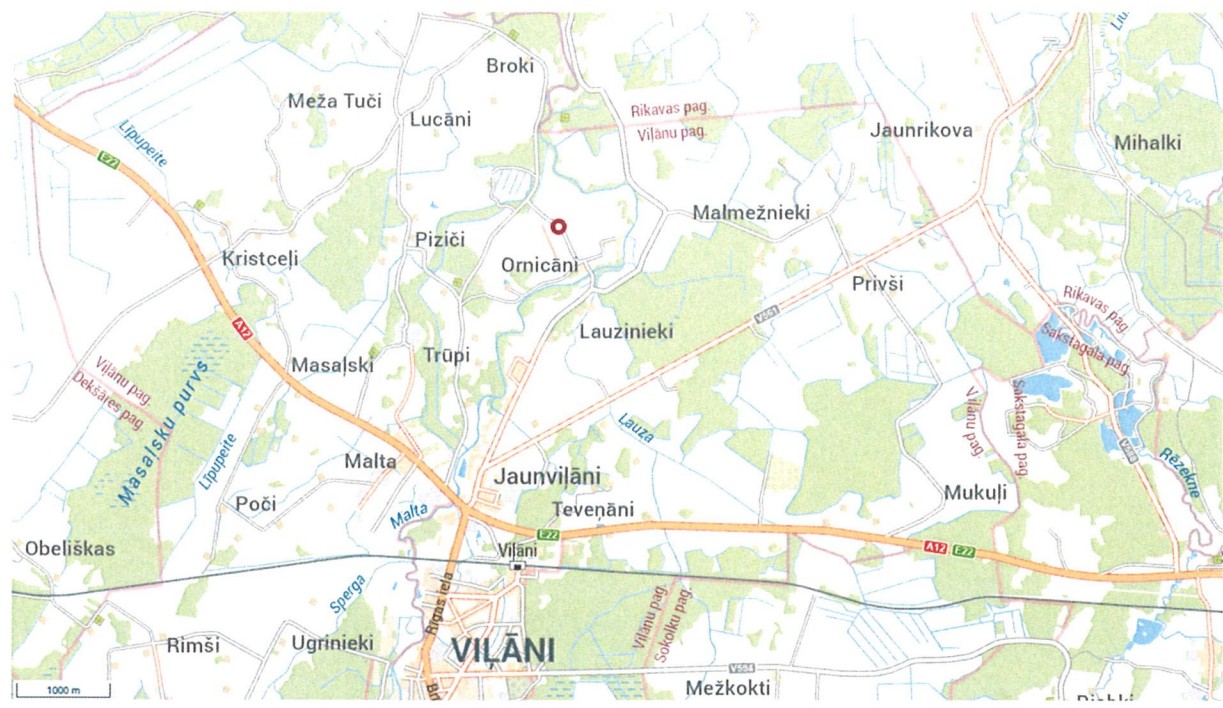 Broki
Meža Tuči
Lucāni
Rikavas pag.
Viļānu pag.
Jaunrikova
Mihalki
Līpupeite
E22
Malmežnieki
Piziči
Kristceļi
Ornicāni
Privši
A12
Lauzinieki
V561
Rikavas pag.
Sakstagala pag.
Masaļski
Trūpi
Viļānu pag.
Dekšāres pag.
Masaļsku purvs
Līpupeite
Lauza
Viļānu pag.
Sakstagala pag.
Malta
Jaunviļāni
Rēzekne
Mukuļi
Poči
Malta
Teveņāni
E22
Obeliškas
Viļāni
A12 E22
Sperga
Rīgas iela
Viļānu pag.
Sokolku pag.
Rimši
Ugrinieki
VIĻĀNI
Mežkokti
1000 m